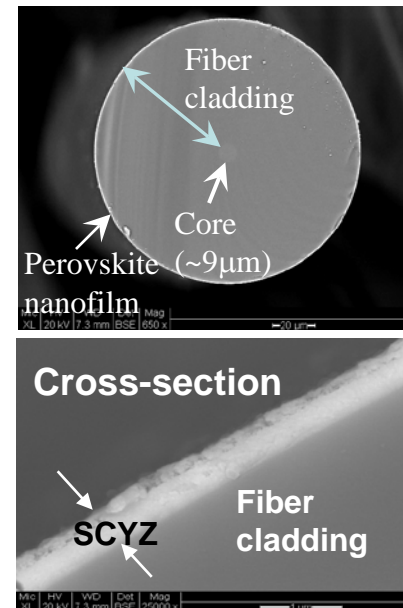 Fiber
cladding
Core
(~9μm)
Perovskite
nanofilm
Mic HV WD Det Mag
XL 20 kV 7.3 mm BSE 650 x
20 μm
Cross-section
SCYZ
Fiber
cladding
Mic HV WD Det Mag
XL 20 kV 7.3 mm BSE 25000 x
1 μm